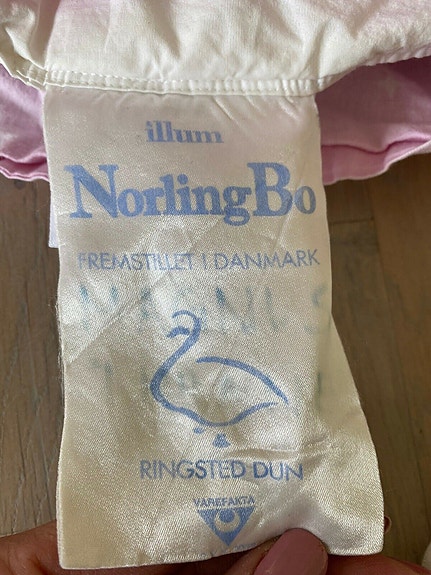 illum
NorlingBo
FREMSTILLET I DANMARK
RINGSTED DUN
VAREFAKTA